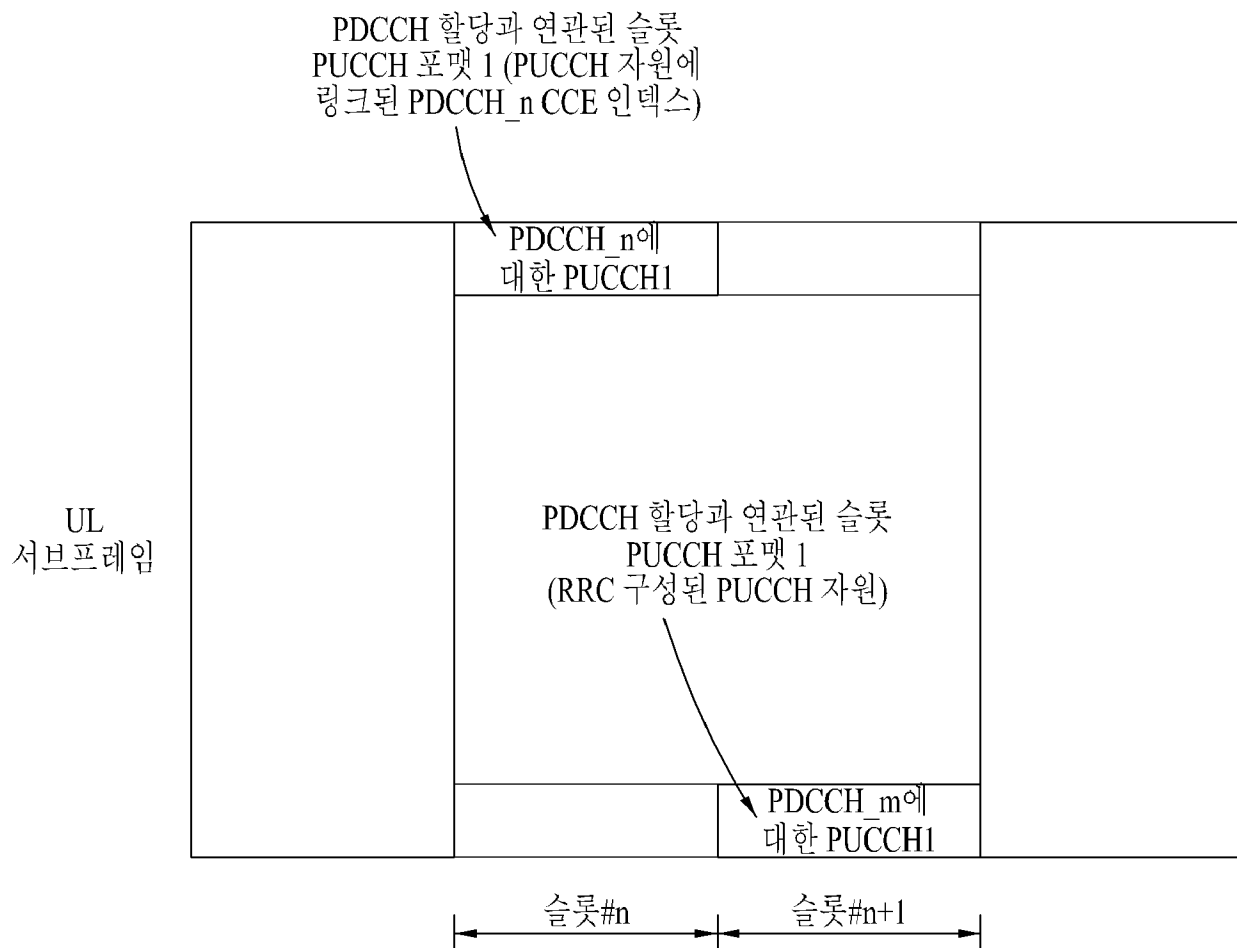 PDCCH 할당과 연관된 슬롯
PUCCH 포맷 1 (PUCCH 자원에
링크된 PDCCH_n CCE 인덱스)
PDCCH_n에
대한 PUCCH1
UL
서브프레임
PDCCH 할당과 연관된 슬롯
PUCCH 포맷 1
(RRC 구성된 PUCCH 자원)
PDCCH_m에
대한 PUCCH1
슬롯#n
슬롯#n+1